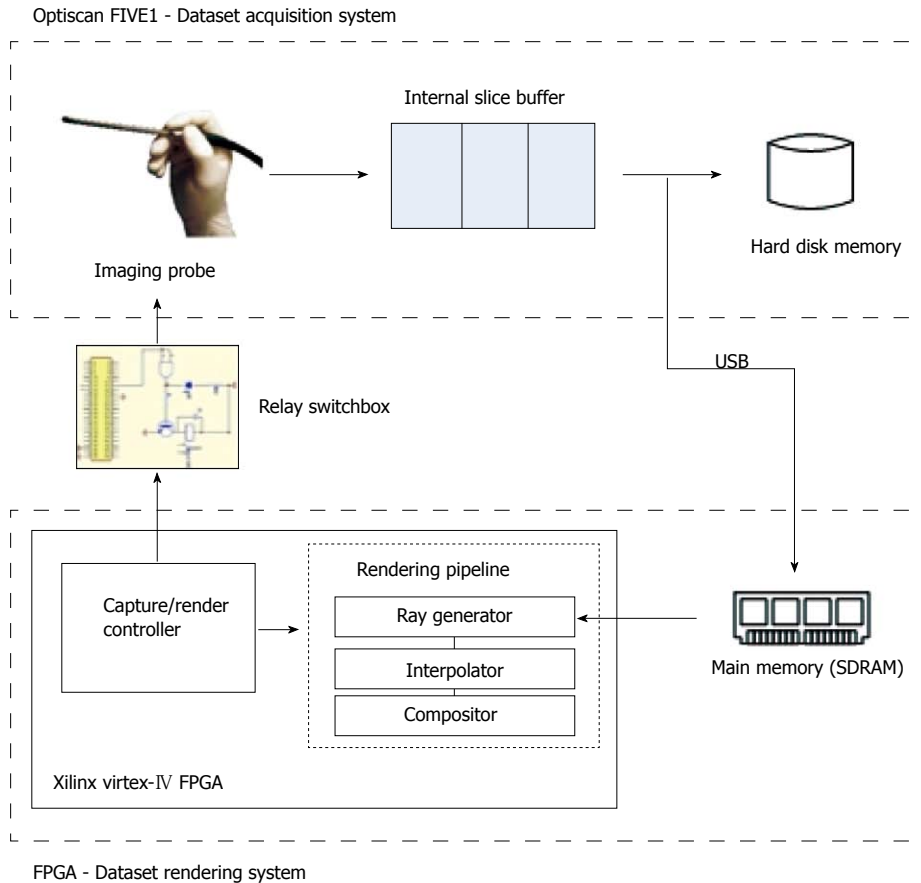 Optiscan FIVE1 - Dataset acquisition system
Internal slice buffer
Hard disk memory
Imaging probe
USB
Relay switchbox
Rendering pipeline
Capture/render
controller
Ray generator
Interpolator
Compositor
Main memory (SDRAM)
Xilinx virtex-Ⅳ FPGA
FPGA - Dataset rendering system